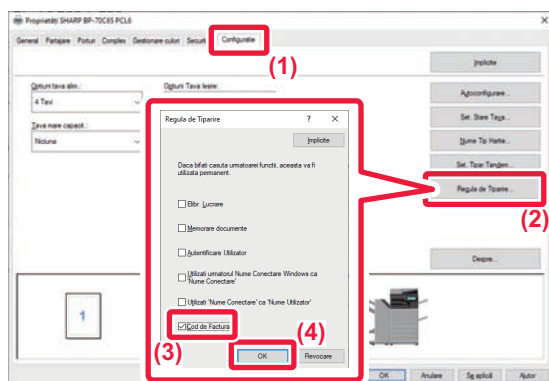 Proprietăți SHARP BP-70C65 PCL6
General Partajare Porturi Complex Gestionare culori Securit Configuratie
(1)
Implicite
Optiuni tava alim.:
Optiuni Tava Iesire:
4 Tavi
Autoconfigurare...
Tava mare capacit.:
Niciuna
Set. Stare Tava...
Nume Tip Hartie...
Set. Tipar Tandem...
Regula de Tiparire...
(2)
Despre...
Regula de Tiparire ? ×
Implicite
Daca bifati casuta urmatoarei functii, aceasta va fi
utilizata permanent.
Elibr. Lucrare
Memorare documente
Autentificare Utilizator
Utilizati urmatorul Nume Conectare Windows ca
'Nume Conectare'
Utilizati 'Nume Conectare' ca 'Nume Utilizator'
Cod de Factura
(3)
(4)
OK Revocare
1
OK Anulare Se aplică Ajutor